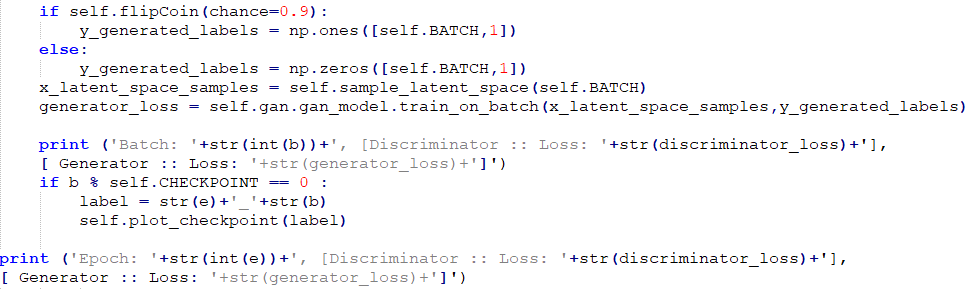 if self.flipCoin(chance=0.9):
y_generated_labels = np.ones([self.BATCH,1])
else:
y_generated_labels = np.zeros([self.BATCH,1])
x_latent_space_samples = self.sample_latent_space(self.BATCH)
generator_loss = self.gan.gan_model.train_on_batch(x_latent_space_samples,y_generated_labels)
print ('Batch: '+str(int(b))+', [Discriminator :: Loss: '+str(discriminator_loss)+'],
[ Generator :: Loss: '+str(generator_loss)+']')
if b % self.CHECKPOINT == 0 :
label = str(e)+'_'+str(b)
self.plot_checkpoint(label)
print ('Epoch: '+str(int(e))+', [Discriminator :: Loss: '+str(discriminator_loss)+'],
[ Generator :: Loss: '+str(generator_loss)+']')